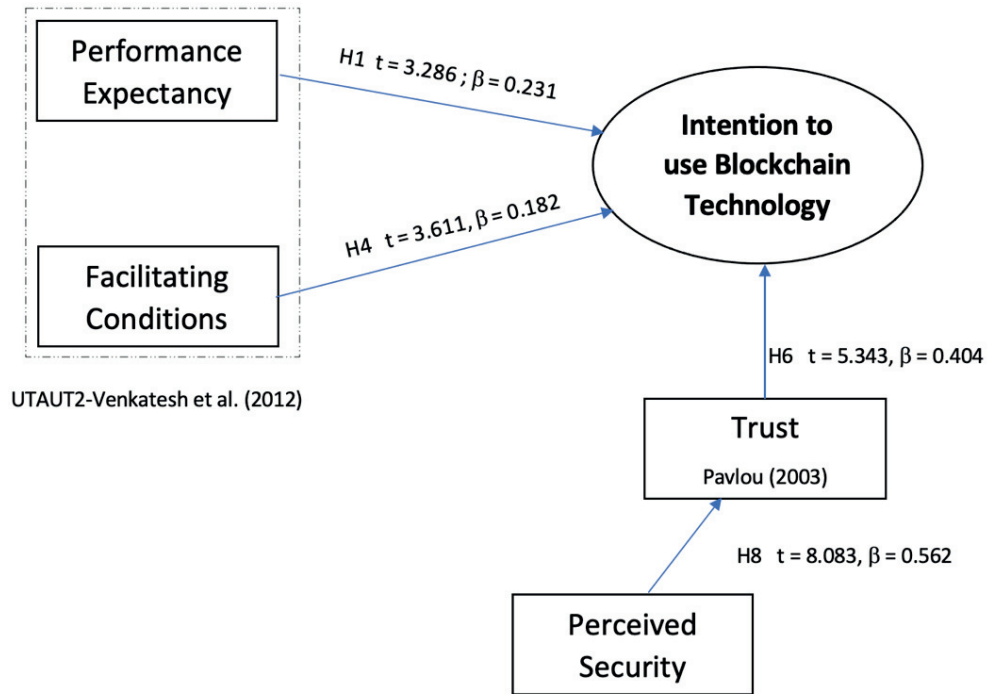 Performance
Expectancy
H1 t = 3.286 ; β = 0.231
Intention to
use Blockchain
Technology
H4 t = 3.611, β = 0.182
Facilitating
Conditions
H6 t = 5.343, β = 0.404
UTAUT2-Venkatesh et al. (2012)
Trust
Pavlou (2003)
H8 t = 8.083, β = 0.562
Perceived
Security